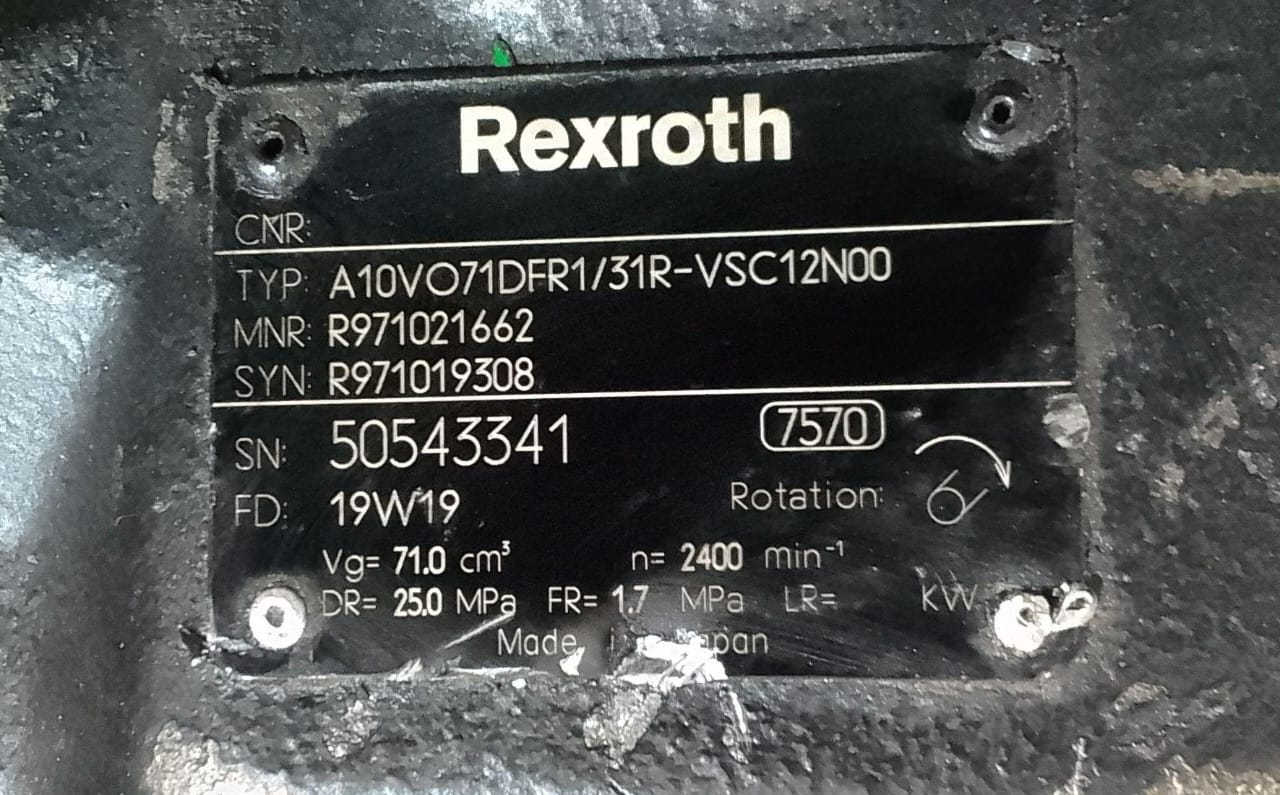 Rexroth
CNR:
TYP: A10VO71DFR1/31R-VSC12N00
MNR: R971021662
SYN: R971019308
SN: 50543341 7570
FD: 19W19 Rotation:
Vg= 71.0 cm³ n= 2400 min⁻¹
DR= 25.0 MPa FR= 1.7 MPa LR= kW
Made Japan